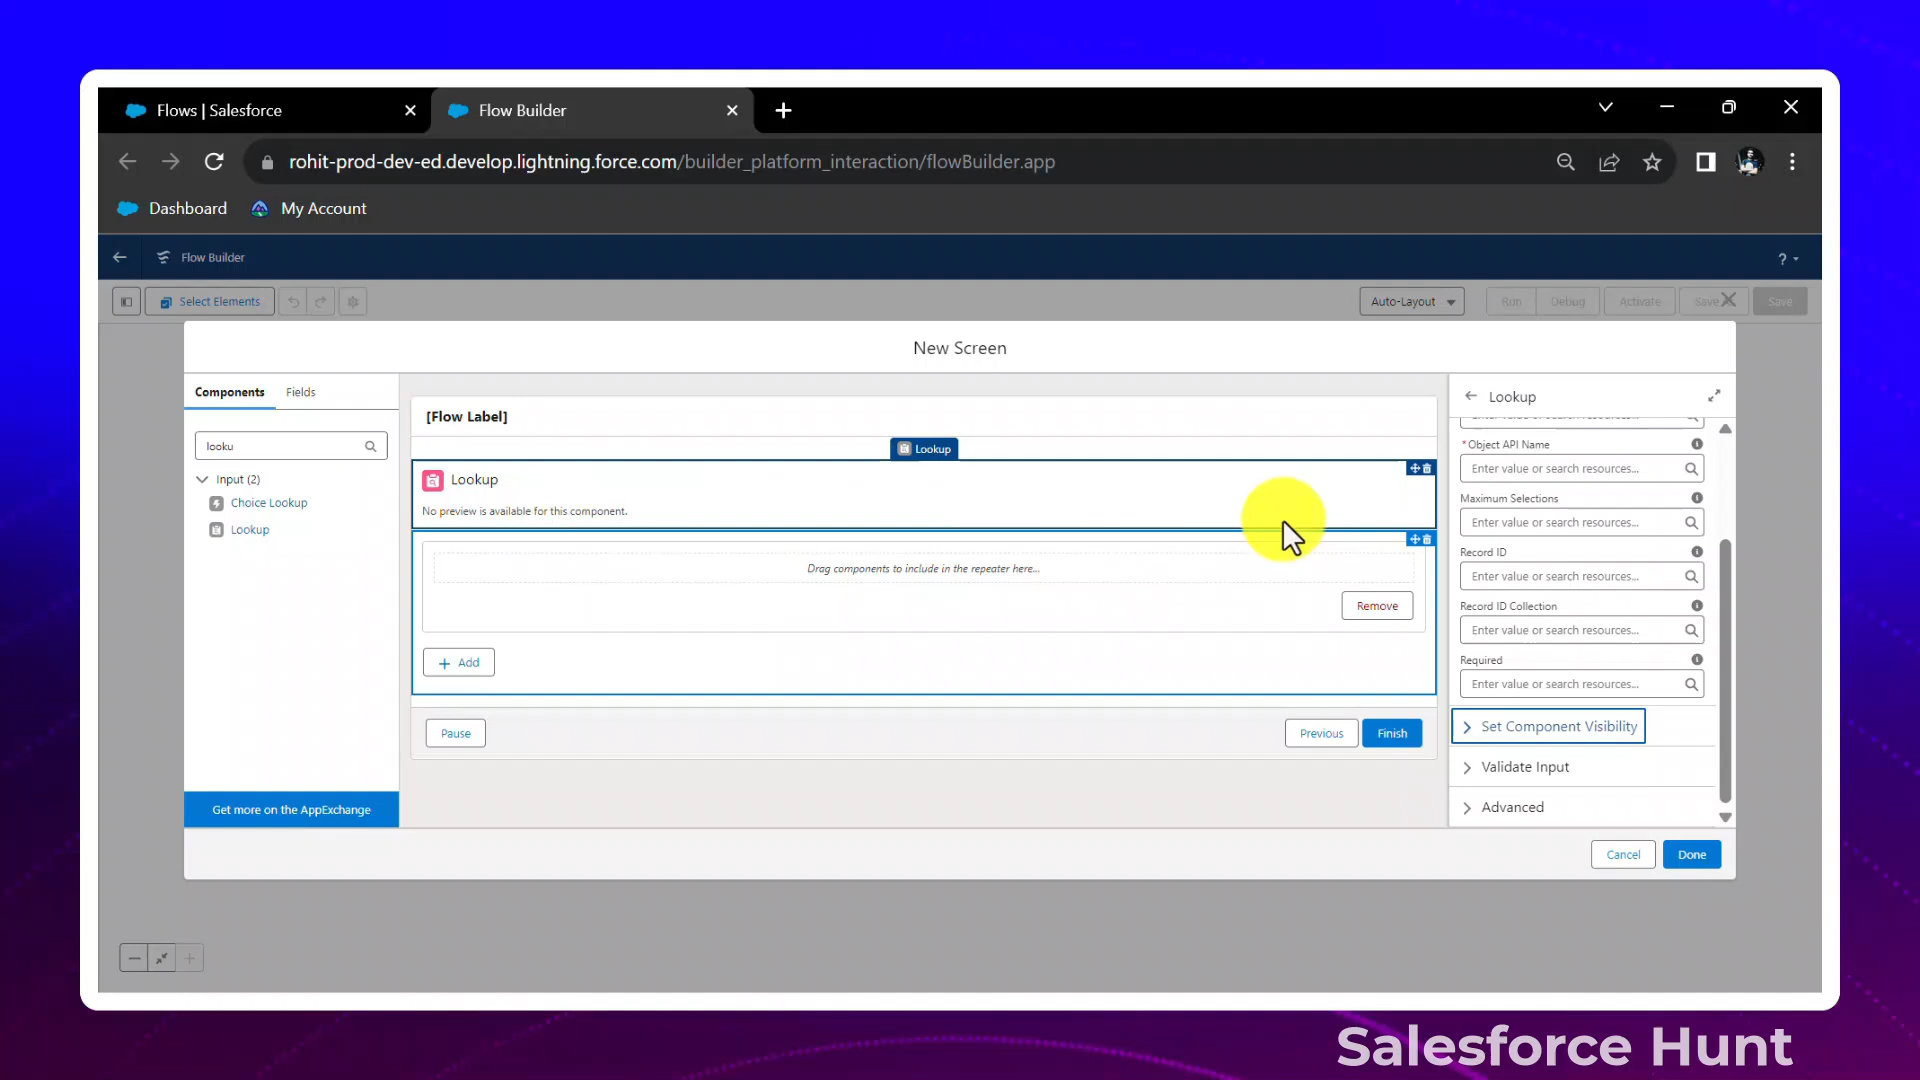 Flows | Salesforce
Flow Builder
rohit-prod-dev-ed.develop.lightning.force.com/builder_platform_interaction/flowBuilder.app
Dashboard
My Account
Flow Builder
?
Select Elements
Auto-Layout
Run
Debug
Activate
Save
Save
New Screen
Components
Fields
looku
Input (2)
Choice Lookup
Lookup
Get more on the AppExchange
[Flow Label]
Lookup
Lookup
No preview is available for this component.
Drag components to include in the repeater here...
Remove
+ Add
Pause
Previous
Finish
Lookup
* Object API Name
Enter value or search resources...
Maximum Selections
Enter value or search resources...
Record ID
Enter value or search resources...
Record ID Collection
Enter value or search resources...
Required
Enter value or search resources...
Set Component Visibility
Validate Input
Advanced
Cancel
Done
Salesforce Hunt